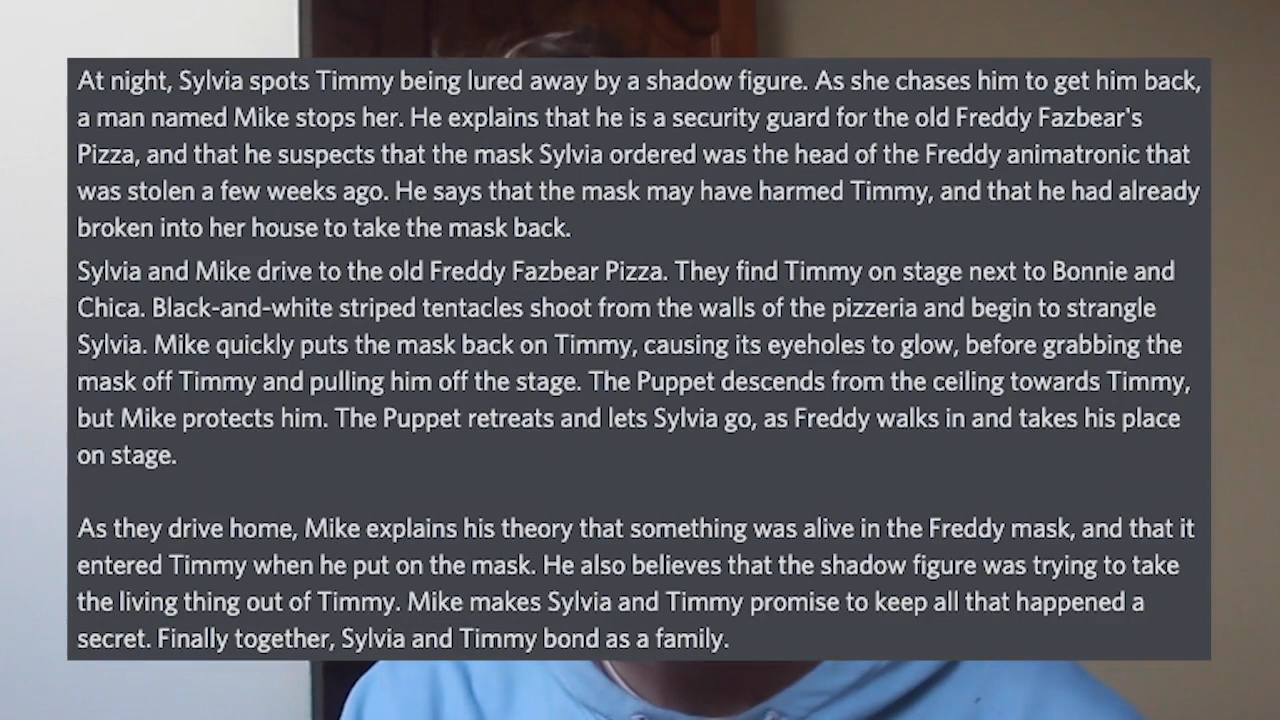 At night, Sylvia spots Timmy being lured away by a shadow figure. As she chases him to get him back,
a man named Mike stops her. He explains that he is a security guard for the old Freddy Fazbear's
Pizza, and that he suspects that the mask Sylvia ordered was the head of the Freddy animatronic that
was stolen a few weeks ago. He says that the mask may have harmed Timmy, and that he had already
broken into her house to take the mask back.
Sylvia and Mike drive to the old Freddy Fazbear Pizza. They find Timmy on stage next to Bonnie and
Chica. Black-and-white striped tentacles shoot from the walls of the pizzeria and begin to strangle
Sylvia. Mike quickly puts the mask back on Timmy, causing its eyeholes to glow, before grabbing the
mask off Timmy and pulling him off the stage. The Puppet descends from the ceiling towards Timmy,
but Mike protects him. The Puppet retreats and lets Sylvia go, as Freddy walks in and takes his place
on stage.
As they drive home, Mike explains his theory that something was alive in the Freddy mask, and that it
entered Timmy when he put on the mask. He also believes that the shadow figure was trying to take
the living thing out of Timmy. Mike makes Sylvia and Timmy promise to keep all that happened a
secret. Finally together, Sylvia and Timmy bond as a family.